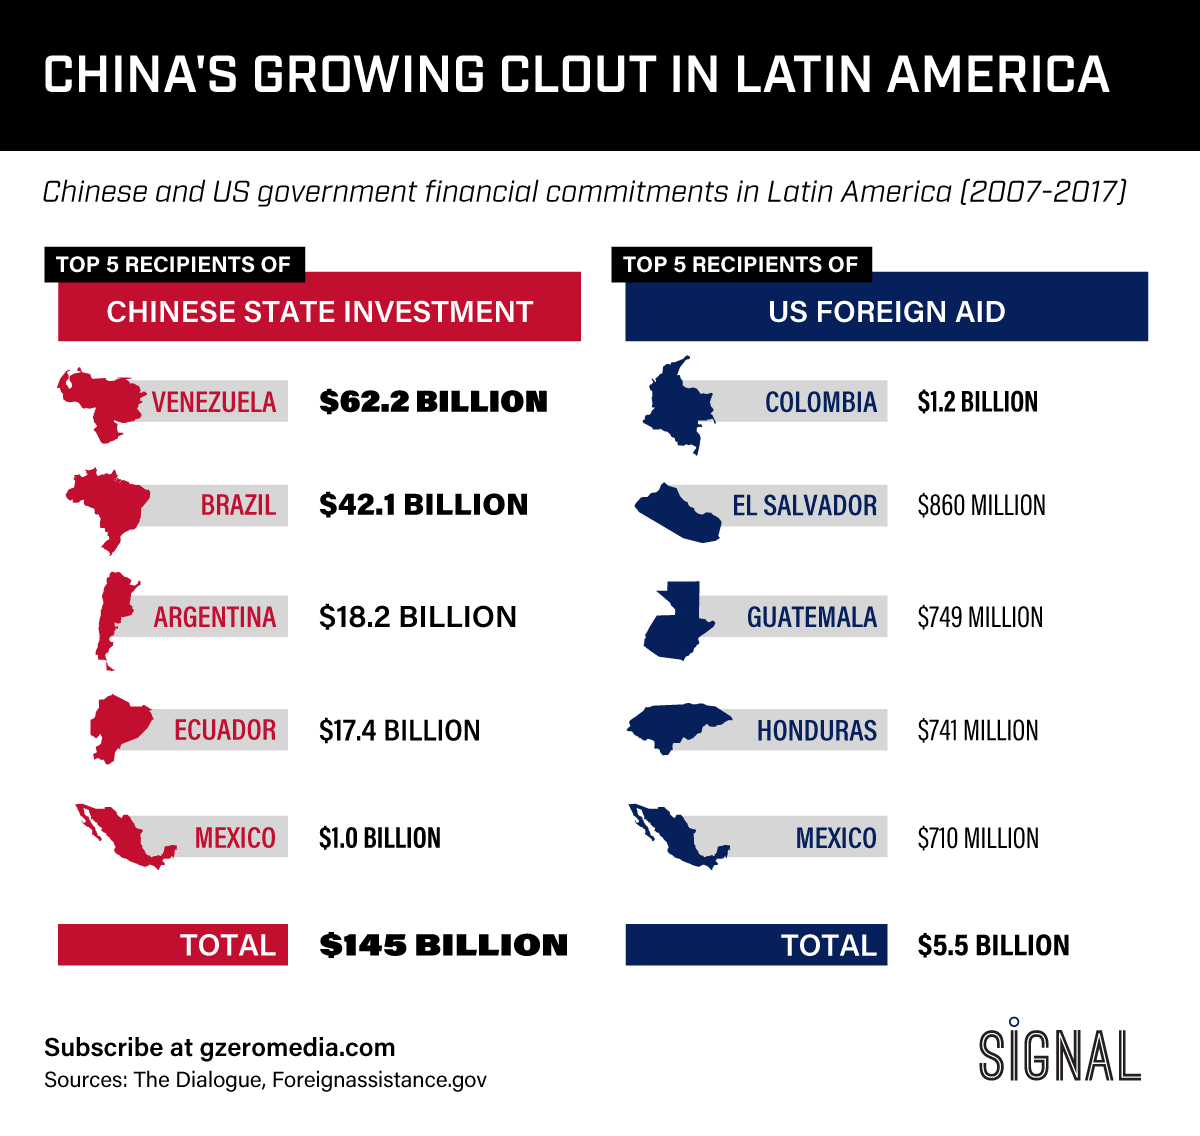 CHINA'S GROWING CLOUT IN LATIN AMERICA
Chinese and US government financial commitments in Latin America (2007-2017)
TOP 5 RECIPIENTS OF
CHINESE STATE INVESTMENT
VENEZUELA $62.2 BILLION
BRAZIL $42.1 BILLION
ARGENTINA $18.2 BILLION
ECUADOR $17.4 BILLION
MEXICO $1.0 BILLION
TOTAL $145 BILLION
TOP 5 RECIPIENTS OF
US FOREIGN AID
COLOMBIA $1.2 BILLION
EL SALVADOR $860 MILLION
GUATEMALA $749 MILLION
HONDURAS $741 MILLION
MEXICO $710 MILLION
TOTAL $5.5 BILLION
Subscribe at gzeromedia.com
Sources: The Dialogue, Foreignassistance.gov
SIGNAL